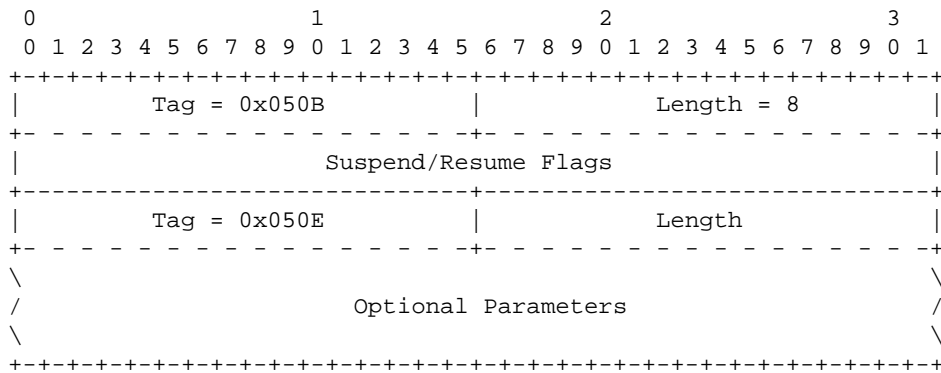 0                   1                   2                   3
 0 1 2 3 4 5 6 7 8 9 0 1 2 3 4 5 6 7 8 9 0 1 2 3 4 5 6 7 8 9 0 1
+-+-+-+-+-+-+-+-+-+-+-+-+-+-+-+-+-+-+-+-+-+-+-+-+-+-+-+-+-+-+-+-+
|         Tag = 0x050B          |            Length = 8         |
+- - - - - - - - - - - - - - - -+- - - - - - - - - - - - - - - -+
|                     Suspend/Resume Flags                      |
+-------------------------------+-------------------------------+
|         Tag = 0x050E          |            Length             |
+- - - - - - - - - - - - - - - -+- - - - - - - - - - - - - - - -+
\                                                               \
/                       Optional Parameters                     /
\                                                               \
+-+-+-+-+-+-+-+-+-+-+-+-+-+-+-+-+-+-+-+-+-+-+-+-+-+-+-+-+-+-+-+-+